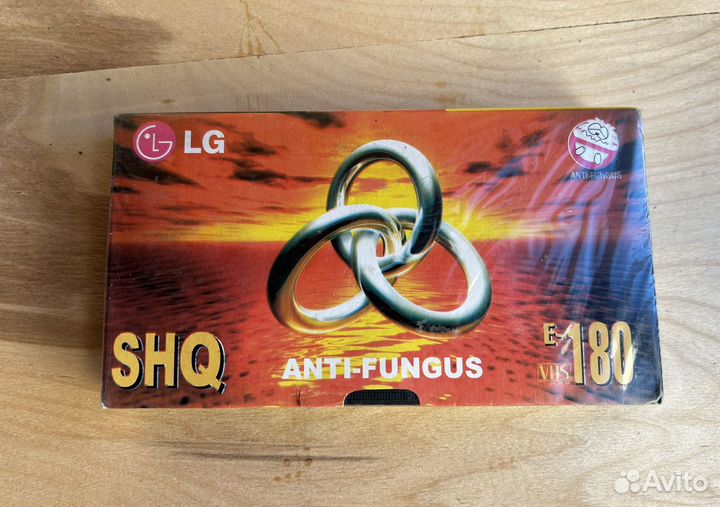 LG
ANTI-FUNGUS
SHQ
ANTI-FUNGUS
E-180
VHS
Avito